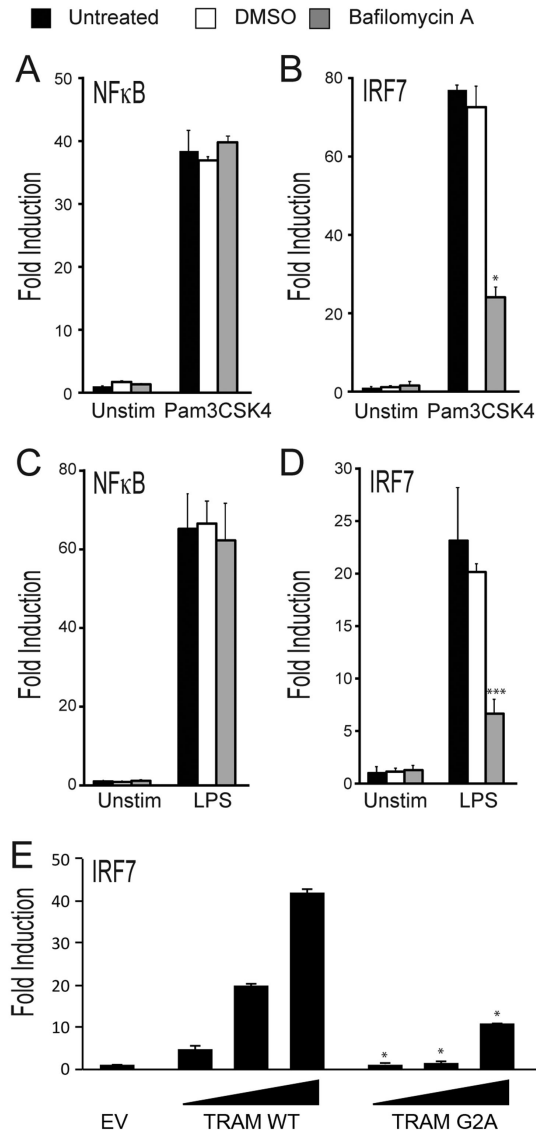 Untreated DMSO Bafilomycin A
A
NFκB
Fold Induction
50
40
30
20
10
0
Unstim Pam3CSK4
B
IRF7
Fold Induction
80
60
40
20
0
*
Unstim Pam3CSK4
C
NFκB
Fold Induction
80
60
40
20
0
Unstim LPS
D
IRF7
Fold Induction
30
25
20
15
10
5
0
***
Unstim LPS
E
IRF7
Fold Induction
50
40
30
20
10
0
* * *
EV TRAM WT TRAM G2A